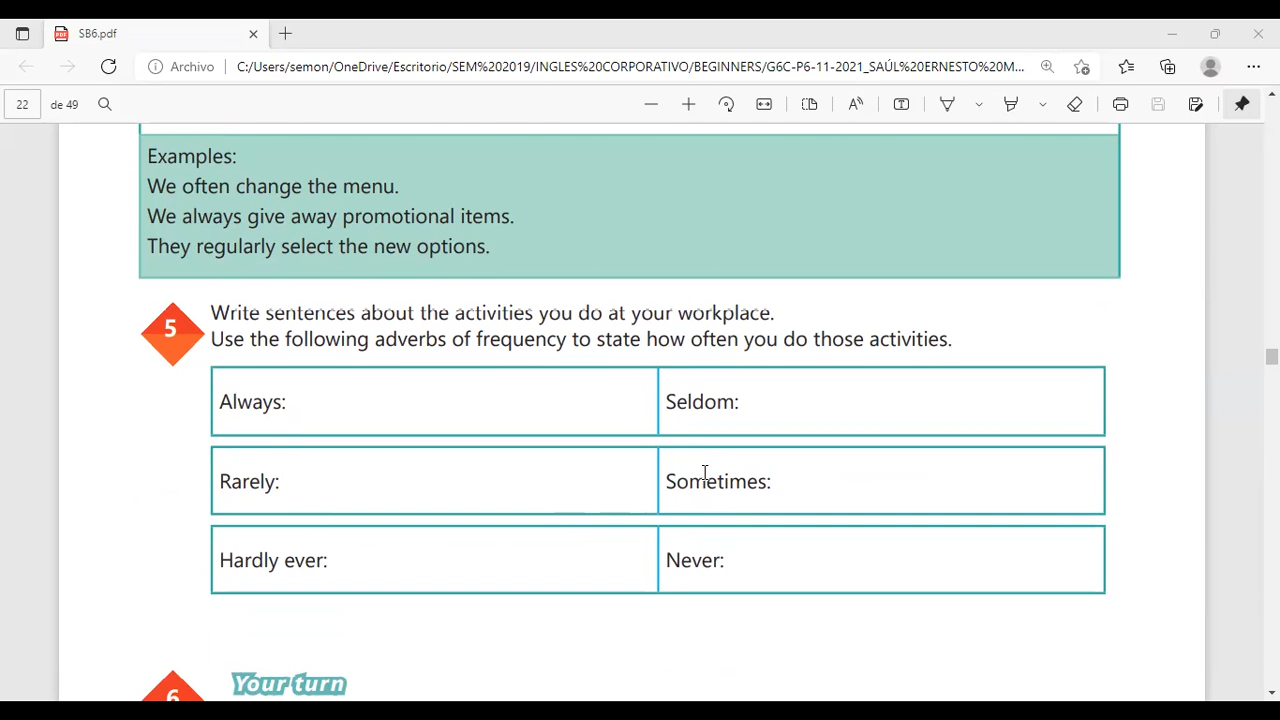 SB6.pdf
Archivo
C:/Users/semon/OneDrive/Escritorio/SEM%202019/INGLES%20CORPORATIVO/BEGINNERS/G6C-P6-11-2021_SAÚL%20ERNESTO%20M...
22 de 49
Examples:
We often change the menu.
We always give away promotional items.
They regularly select the new options.
5
Write sentences about the activities you do at your workplace.
Use the following adverbs of frequency to state how often you do those activities.
Always:
Seldom:
Rarely:
Sometimes:
Hardly ever:
Never:
6
Your turn